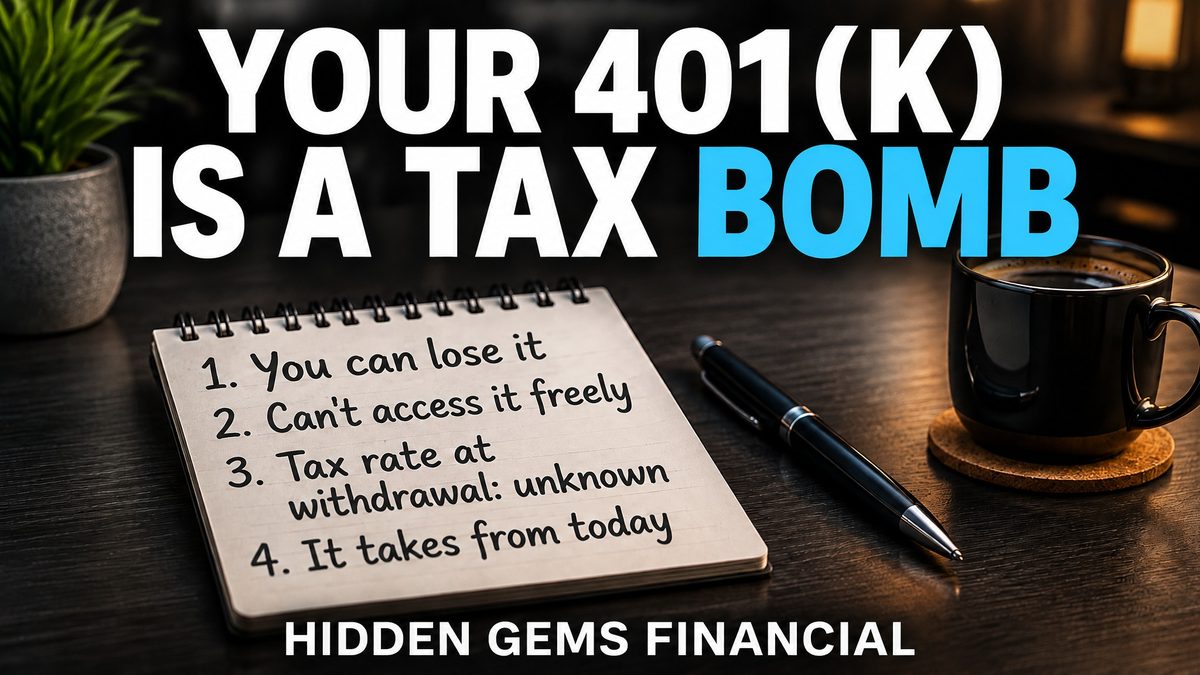 YOUR 401(K)
IS A TAX BOMB
1. You can lose it
2. Can't access it freely
3. Tax rate at
withdrawal: unknown
4. It takes from today
HIDDEN GEMS FINANCIAL